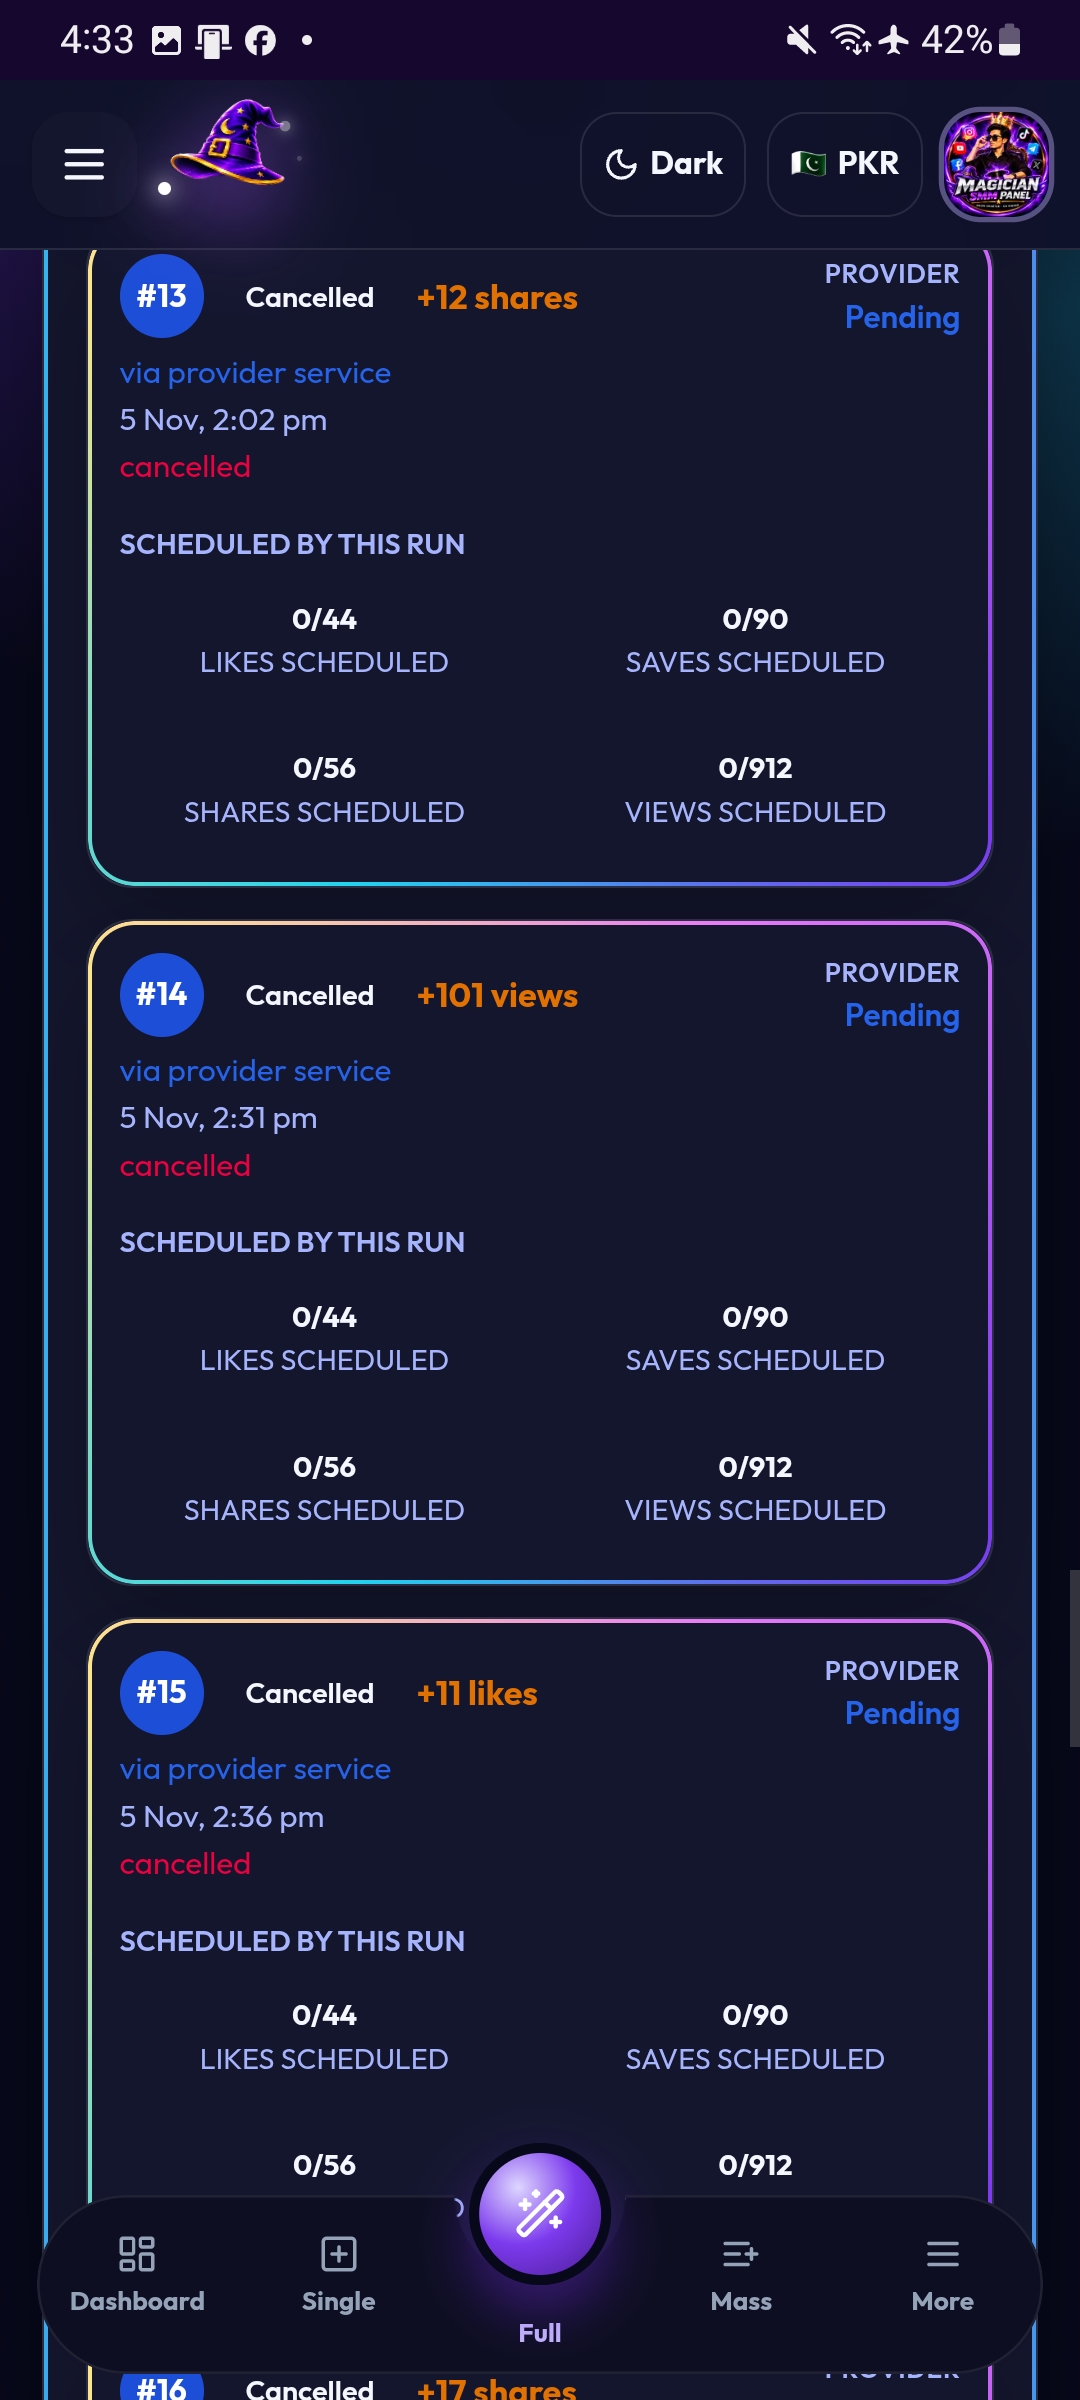 4:33
42%
Dark
PKR
MAGICIAN
SMM PANEL
#13 Cancelled +12 shares
PROVIDER
Pending
via provider service
5 Nov, 2:02 pm
cancelled
SCHEDULED BY THIS RUN
0/44 0/90
LIKES SCHEDULED SAVES SCHEDULED
0/56 0/912
SHARES SCHEDULED VIEWS SCHEDULED
#14 Cancelled +101 views
PROVIDER
Pending
via provider service
5 Nov, 2:31 pm
cancelled
SCHEDULED BY THIS RUN
0/44 0/90
LIKES SCHEDULED SAVES SCHEDULED
0/56 0/912
SHARES SCHEDULED VIEWS SCHEDULED
#15 Cancelled +11 likes
PROVIDER
Pending
via provider service
5 Nov, 2:36 pm
cancelled
SCHEDULED BY THIS RUN
0/44 0/90
LIKES SCHEDULED SAVES SCHEDULED
0/56 0/912
Dashboard Single Full Mass More
#16 Cancelled +17 shares
PROVIDER